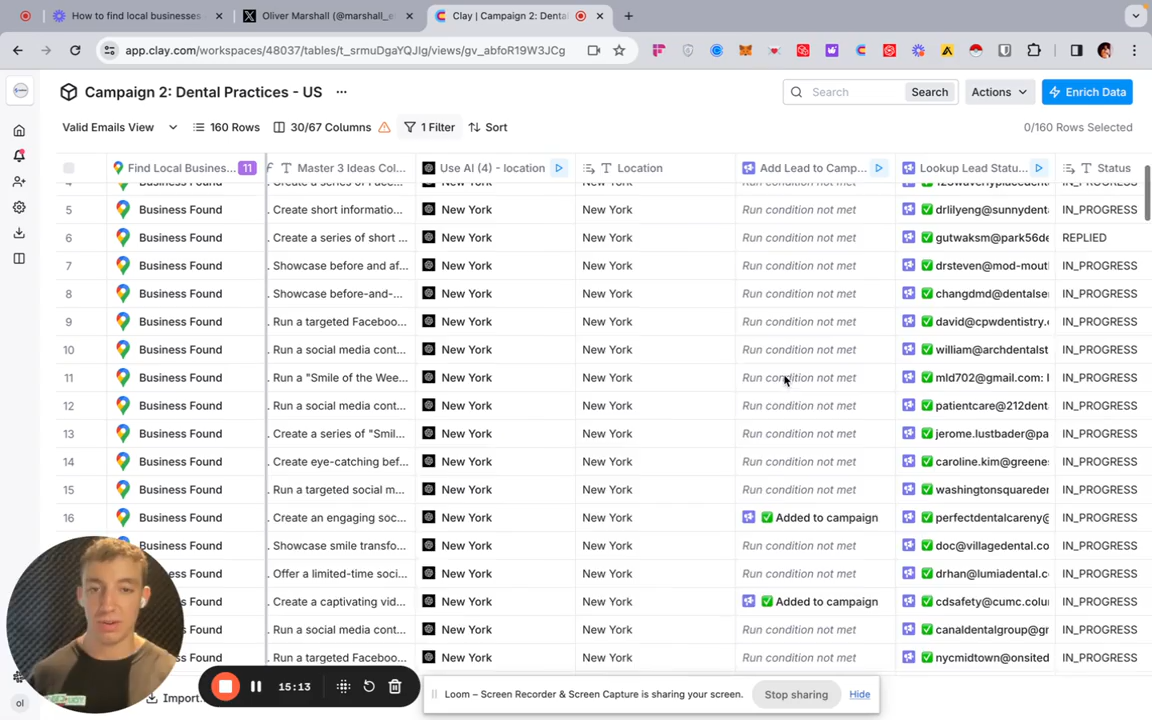 How to find local businesses
Oliver Marshall (@marshall_e
Clay | Campaign 2: Dental
app.clay.com/workspaces/48037/tables/t_srmuDgaYQJIg/views/gv_abfoR19W3JCg
Campaign 2: Dental Practices - US
Search
Search
Actions
Enrich Data
Valid Emails View
160 Rows
30/67 Columns
1 Filter
Sort
0/160 Rows Selected
Find Local Busines... 11 Master 3 Ideas Col... Use AI (4) - location Location Add Lead to Camp... Lookup Lead Statu... Status
5 Business Found . Create short informatio... New York New York Run condition not met drlilyeng@sunnydent IN_PROGRESS
6 Business Found . Create a series of short ... New York New York Run condition not met gutwaksm@park56de REPLIED
7 Business Found . Showcase before and af... New York New York Run condition not met drsteven@mod-mout IN_PROGRESS
8 Business Found . Showcase before-and-... New York New York Run condition not met changdmd@dentalse IN_PROGRESS
9 Business Found . Run a targeted Faceboo... New York New York Run condition not met david@cpwdentistry. IN_PROGRESS
10 Business Found . Run a social media cont... New York New York Run condition not met william@archdentalst IN_PROGRESS
11 Business Found . Run a "Smile of the Wee... New York New York Run condition not met mld702@gmail.com: IN_PROGRESS
12 Business Found . Run a social media cont... New York New York Run condition not met patientcare@212dent IN_PROGRESS
13 Business Found . Create a series of "Smil... New York New York Run condition not met jerome.lustbader@pa IN_PROGRESS
14 Business Found . Create eye-catching bef... New York New York Run condition not met caroline.kim@greene IN_PROGRESS
15 Business Found . Run a targeted social m... New York New York Run condition not met washingtonsquareden IN_PROGRESS
16 Business Found . Create an engaging soc... New York New York Added to campaign perfectdentalcareny@ IN_PROGRESS
Business Found . Showcase smile transfo... New York New York Run condition not met doc@villagedental.co IN_PROGRESS
ess Found . Offer a limited-time soci... New York New York Run condition not met drhan@lumiadental.c IN_PROGRESS
ess Found . Create a captivating vid... New York New York Added to campaign cdsafety@cumc.colu IN_PROGRESS
ess Found . Run a social media cont... New York New York Run condition not met canaldentalgroup@gr IN_PROGRESS
ess Found . Run a targeted Faceboo... New York New York Run condition not met nycmidtown@onsited IN_PROGRESS
ol
Import
15:13
Loom – Screen Recorder & Screen Capture is sharing your screen.
Stop sharing
Hide